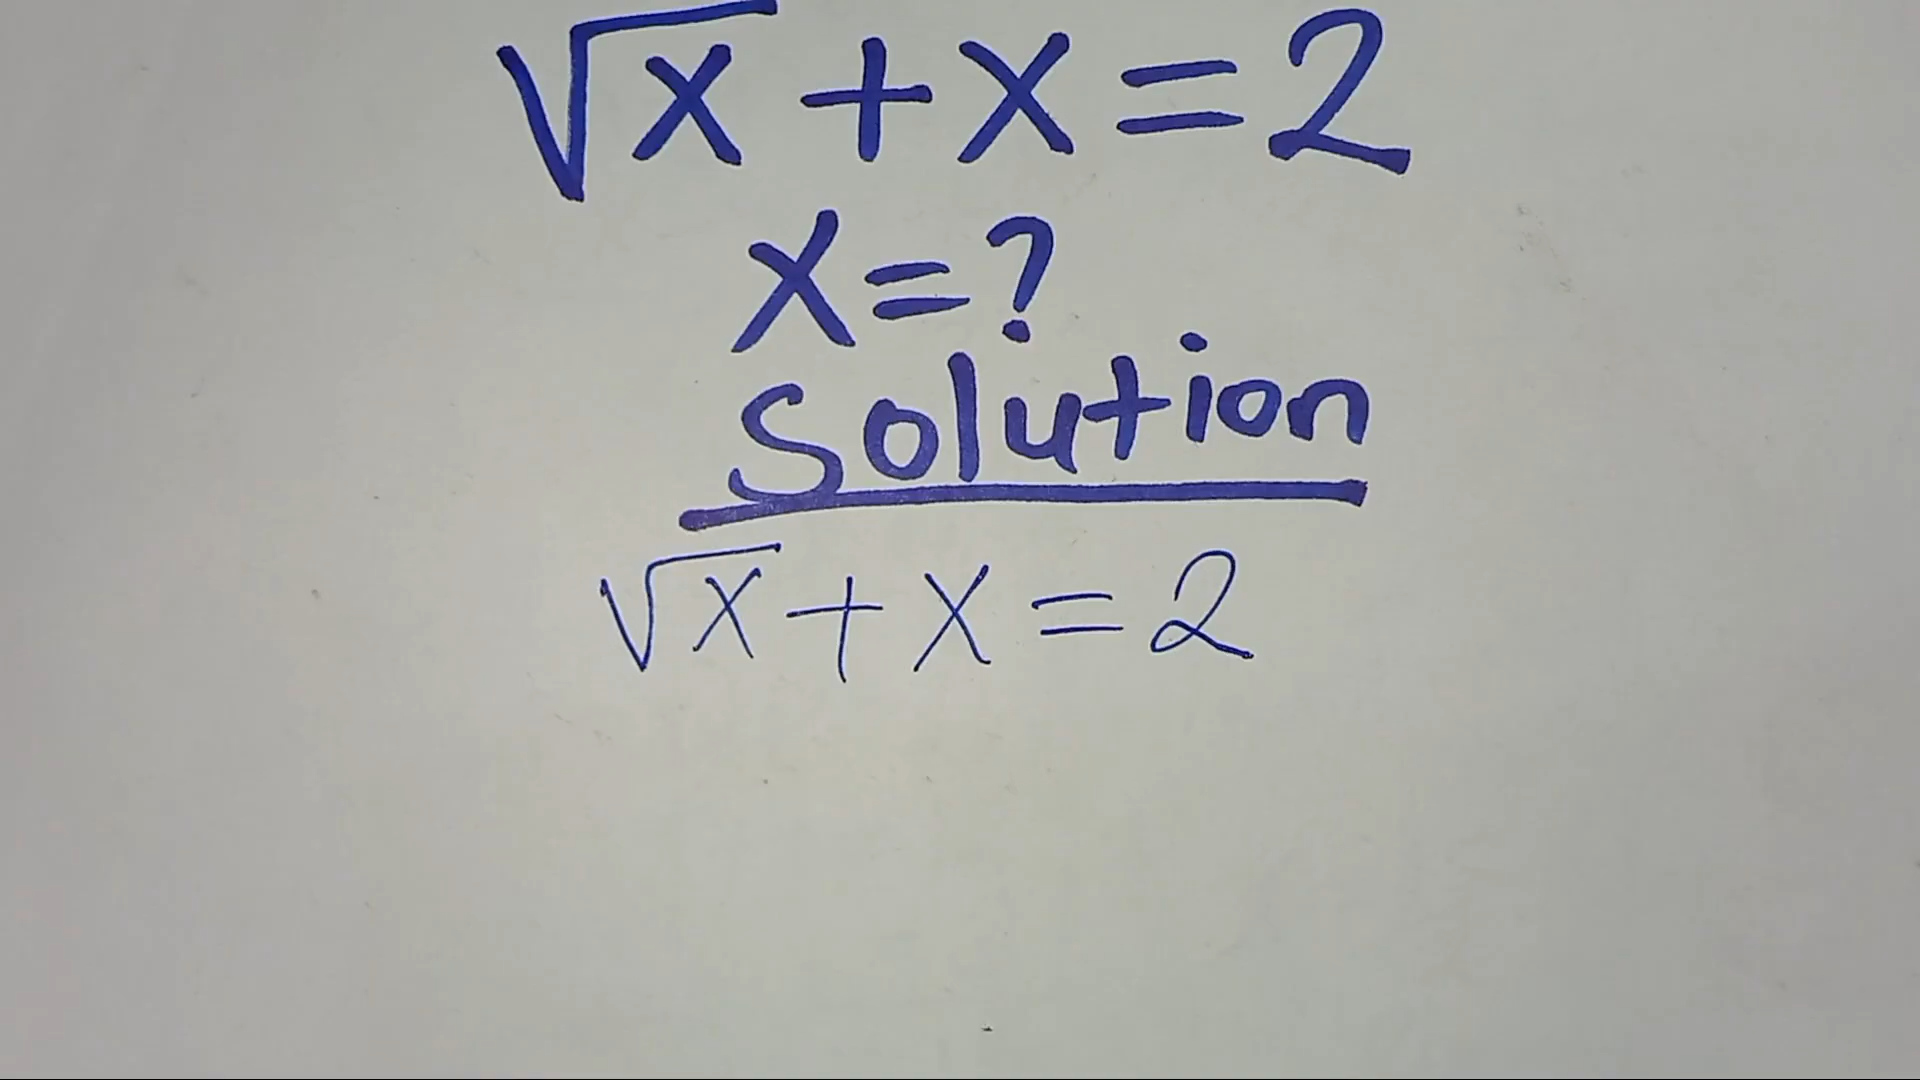 √x + x = 2
x = ?
Solution
√x + x = 2